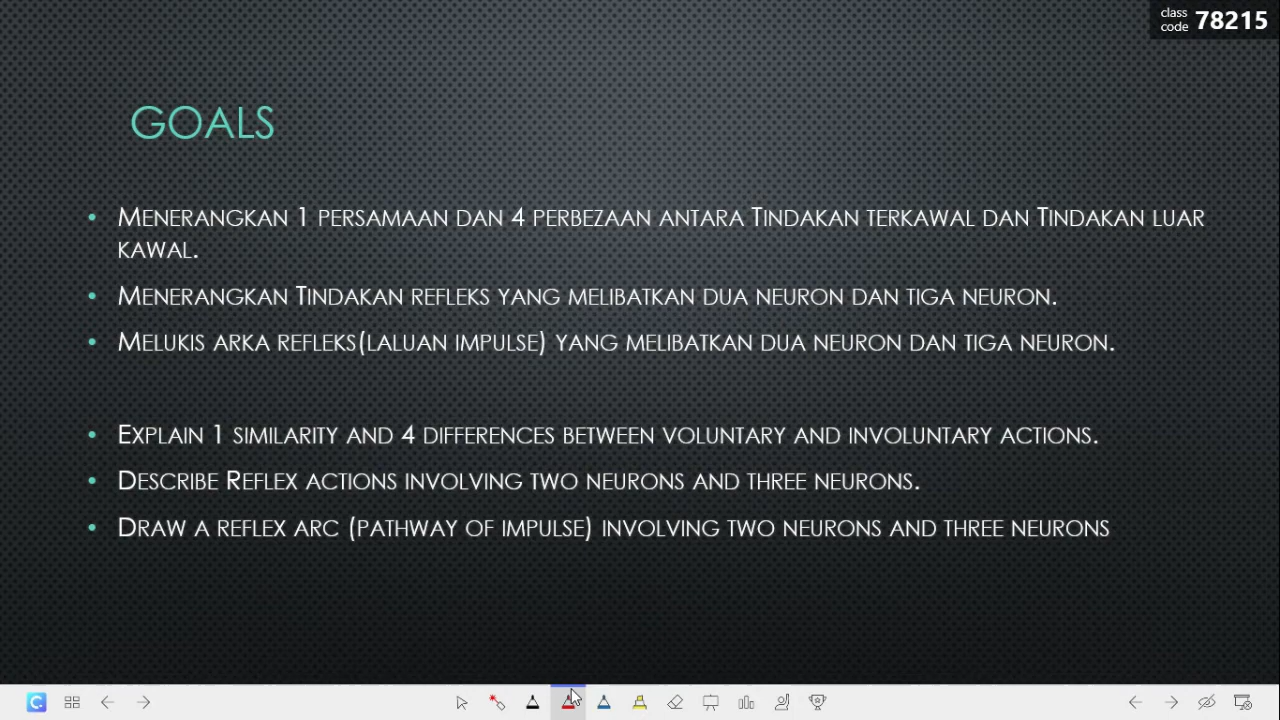 class
code 78215
GOALS
• MENERANGKAN 1 PERSAMAAN DAN 4 PERBEZAAN ANTARA TINDAKAN TERKAWAL DAN TINDAKAN LUAR
KAWAL.
• MENERANGKAN TINDAKAN REFLEKS YANG MELIBATKAN DUA NEURON DAN TIGA NEURON.
• MELUKIS ARKA REFLEKS(LALUAN IMPULSE) YANG MELIBATKAN DUA NEURON DAN TIGA NEURON.
• EXPLAIN 1 SIMILARITY AND 4 DIFFERENCES BETWEEN VOLUNTARY AND INVOLUNTARY ACTIONS.
• DESCRIBE REFLEX ACTIONS INVOLVING TWO NEURONS AND THREE NEURONS.
• DRAW A REFLEX ARC (PATHWAY OF IMPULSE) INVOLVING TWO NEURONS AND THREE NEURONS